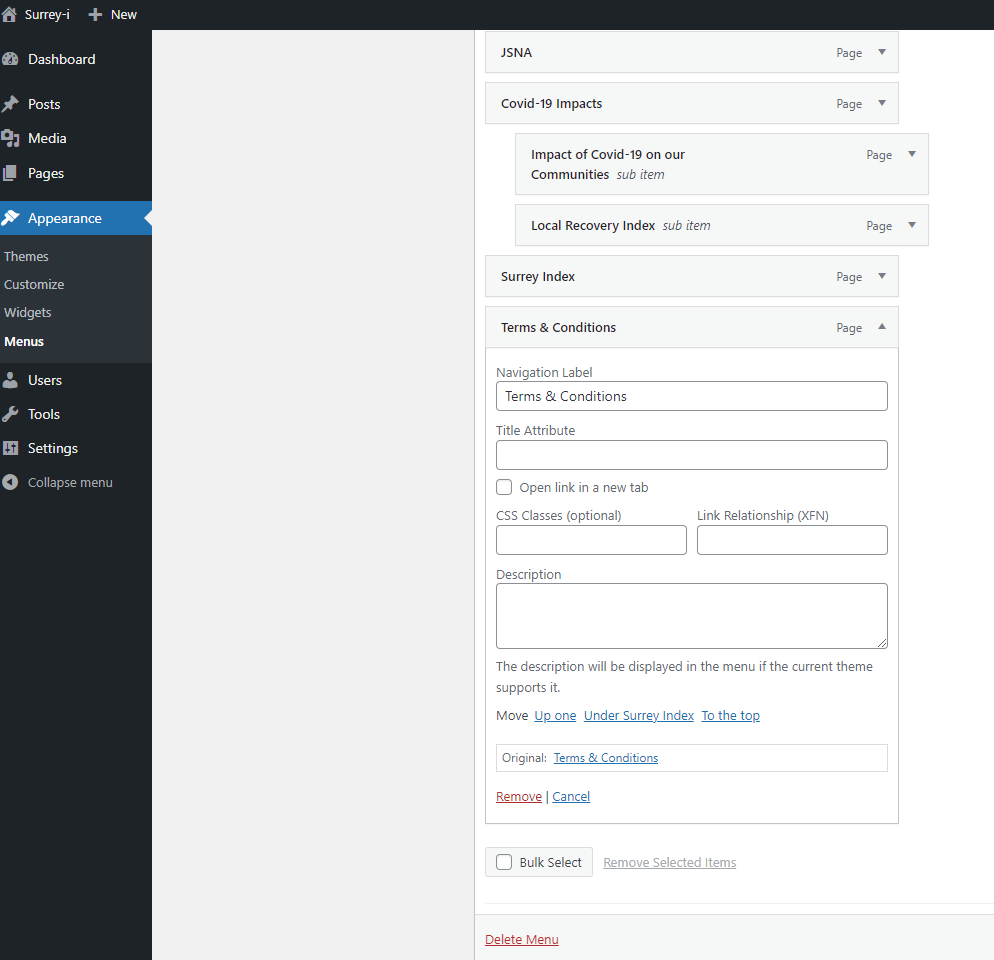 Surrey-i New
Dashboard
Posts
Media
Pages
Appearance
Themes
Customize
Widgets
Menus
Users
Tools
Settings
Collapse menu
JSNA Page
Covid-19 Impacts Page
Impact of Covid-19 on our Page
Communities sub item
Local Recovery Index sub item Page
Surrey Index Page
Terms & Conditions Page
Navigation Label
Terms & Conditions
Title Attribute
Open link in a new tab
CSS Classes (optional) Link Relationship (XFN)
Description
The description will be displayed in the menu if the current theme
supports it.
Move Up one Under Surrey Index To the top
Original: Terms & Conditions
Remove | Cancel
Bulk Select Remove Selected Items
Delete Menu